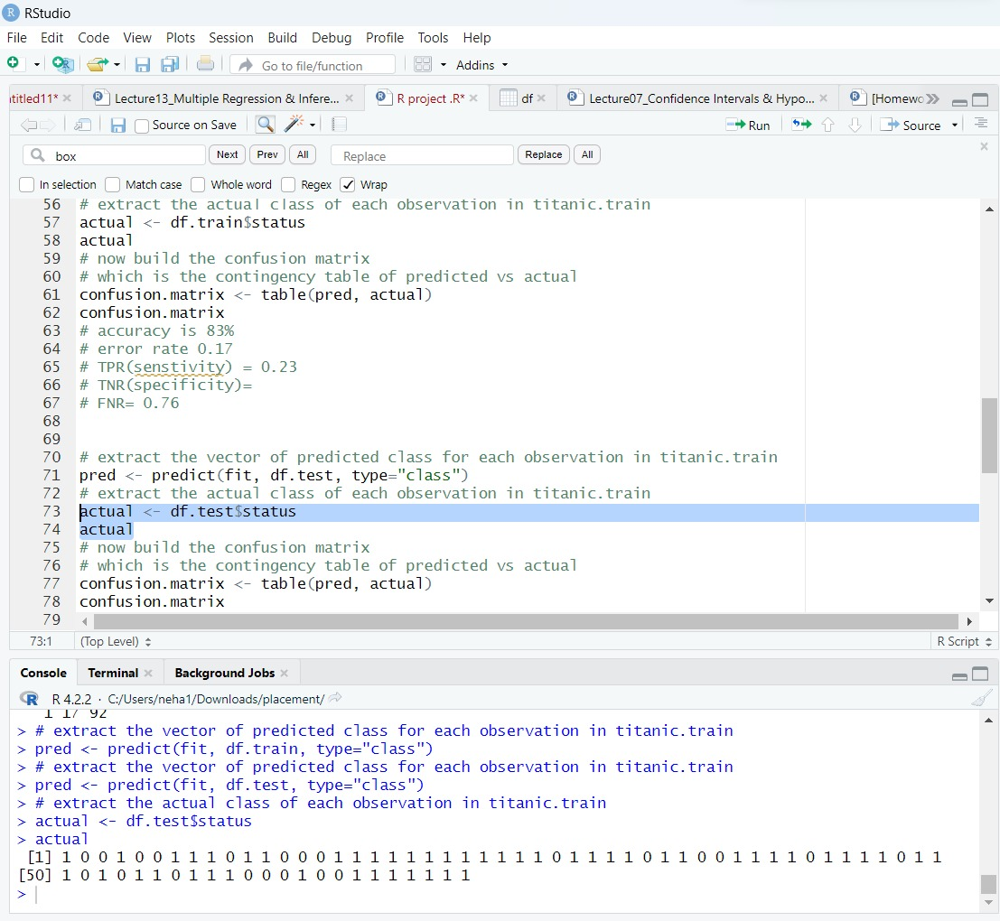 RStudio
File Edit Code View Plots Session Build Debug Profile Tools Help
Go to file/function Addins
ntitled11* Lecture13_Multiple Regression & Infere... R project .R* df Lecture07_Confidence Intervals & Hypo... [Homewo
Source on Save Run Source
box Next Prev All Replace Replace All
In selection Match case Whole word Regex Wrap
56 # extract the actual class of each observation in titanic.train
57 actual <- df.train$status
58 actual
59 # now build the confusion matrix
60 # which is the contingency table of predicted vs actual
61 confusion.matrix <- table(pred, actual)
62 confusion.matrix
63 # accuracy is 83%
64 # error rate 0.17
65 # TPR(senstivity) = 0.23
66 # TNR(specificity)=
67 # FNR= 0.76
68
69
70 # extract the vector of predicted class for each observation in titanic.train
71 pred <- predict(fit, df.test, type="class")
72 # extract the actual class of each observation in titanic.train
73 actual <- df.test$status
74 actual
75 # now build the confusion matrix
76 # which is the contingency table of predicted vs actual
77 confusion.matrix <- table(pred, actual)
78 confusion.matrix
79
73:1 (Top Level) R Script
Console Terminal Background Jobs
R R 4.2.2 · C:/Users/neha1/Downloads/placement/
1 17 92
> # extract the vector of predicted class for each observation in titanic.train
> pred <- predict(fit, df.train, type="class")
> # extract the vector of predicted class for each observation in titanic.train
> pred <- predict(fit, df.test, type="class")
> # extract the actual class of each observation in titanic.train
> actual <- df.test$status
> actual
[1] 1 0 0 1 0 0 1 1 1 0 1 1 0 0 0 1 1 1 1 1 1 1 1 1 1 1 1 0 1 1 1 1 0 1 1 0 0 1 1 1 1 0 1 1 1 1 0 1 1
[50] 1 0 1 0 1 1 0 1 1 1 0 0 0 1 0 0 1 1 1 1 1 1 1
>